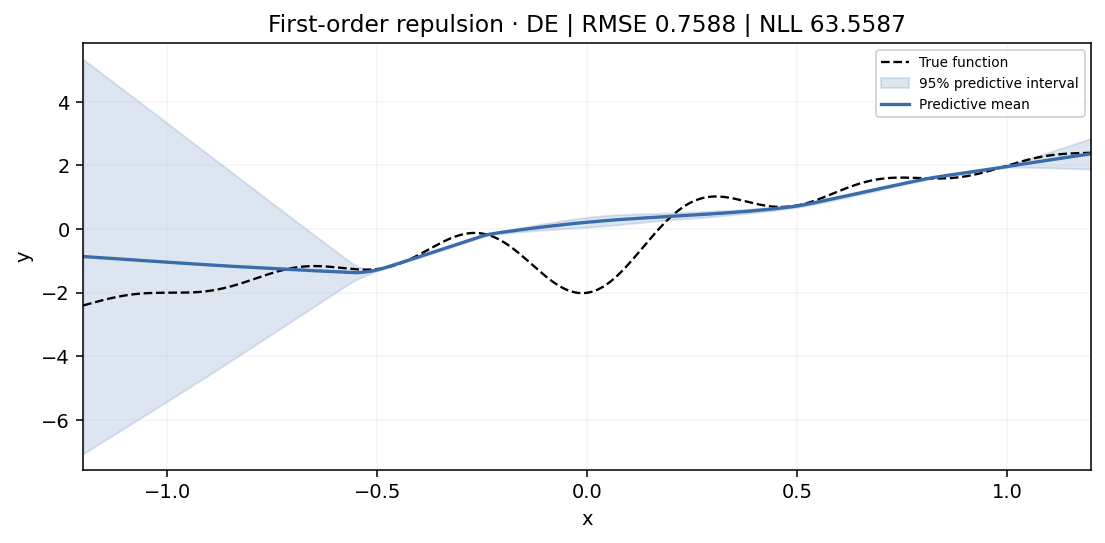 First-order repulsion · DE | RMSE 0.7588 | NLL 63.5587
True function
95% predictive interval
Predictive mean
4
2
0
−2
−4
−6
y
−1.0
−0.5
0.0
0.5
1.0
x